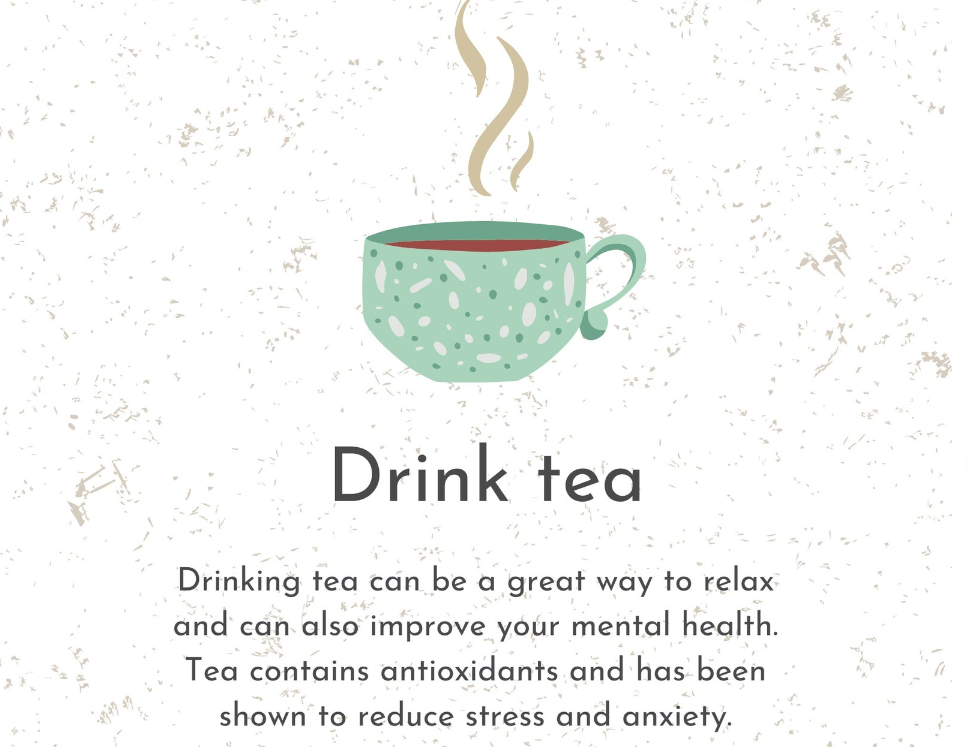 Drink tea
Drinking tea can be a great way to relax
and can also improve your mental health.
Tea contains antioxidants and has been
shown to reduce stress and anxiety.